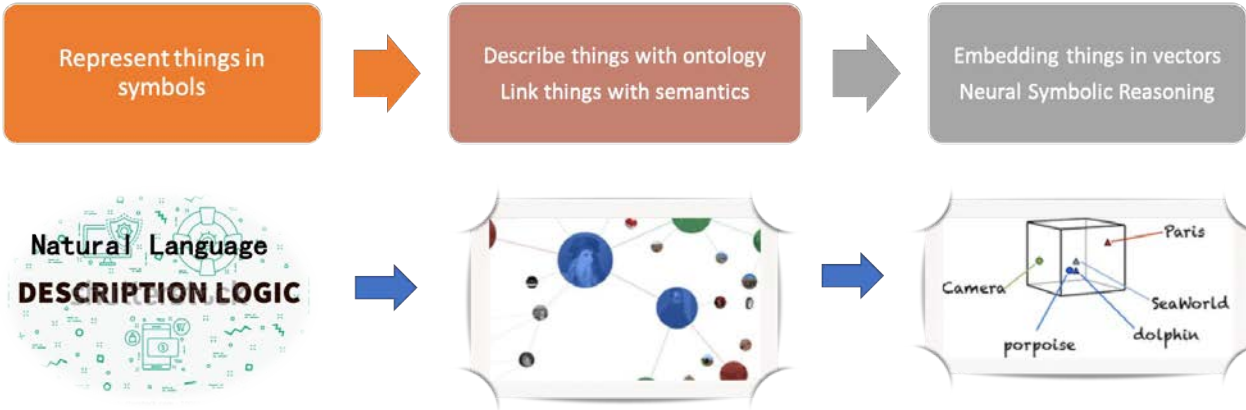 Represent things in
symbols
Describe things with ontology
Link things with semantics
Embedding things in vectors
Neural Symbolic Reasoning
Natural Language
DESCRIPTION LOGIC
Paris
Camera
SeaWorld
dolphin
porpoise